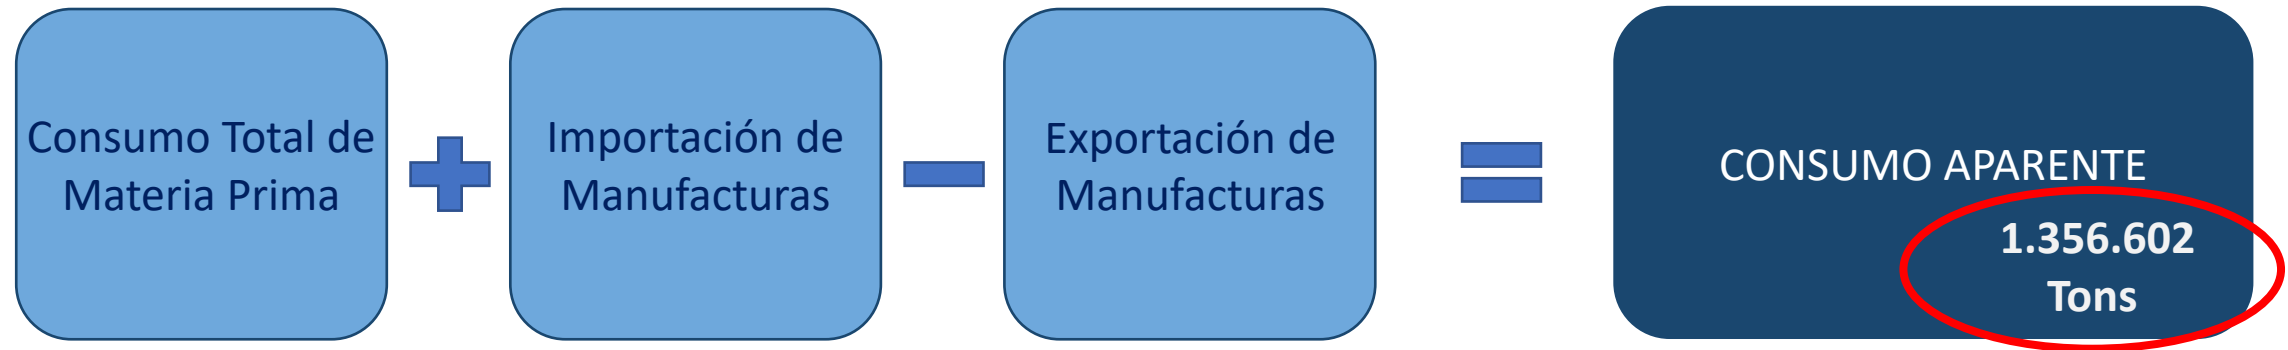 Consumo Total de
Materia Prima
Importación de
Manufacturas
Exportación de
Manufacturas
CONSUMO APARENTE
1.356.602
Tons